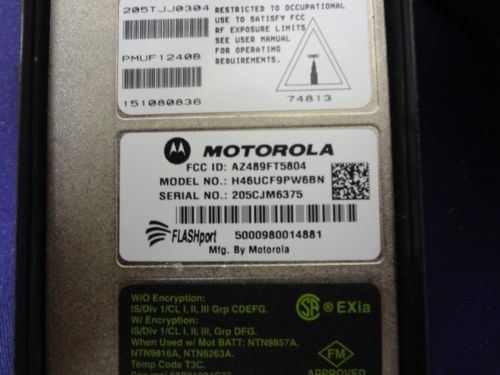 205TJJ0304
RESTRICTED TO OCCUPATIONAL
USE TO SATISFY FCC
RF EXPOSURE LIMITS
SEE USER MANUAL
FOR OPERATING
REQUIREMENTS.
PMUF1240B
151080836
74813
MOTOROLA
FCC ID: AZ489FT5804
MODEL NO.: H46UCF9PW6BN
SERIAL NO.: 205CJM6375
FLASHport
5000980014881
Mfg. By Motorola
W/O Encryption:
IS/Div 1/CL I, II, III, Grp CDEFG.
W/ Encryption:
IS/Div 1/CL I, II, III, Grp DFG.
When Used w/ Mot BATT: NTN9857A,
NTN9816A, NTN6263A.
Temp Code T3C.
SA ® EXia
FM
APPROVED